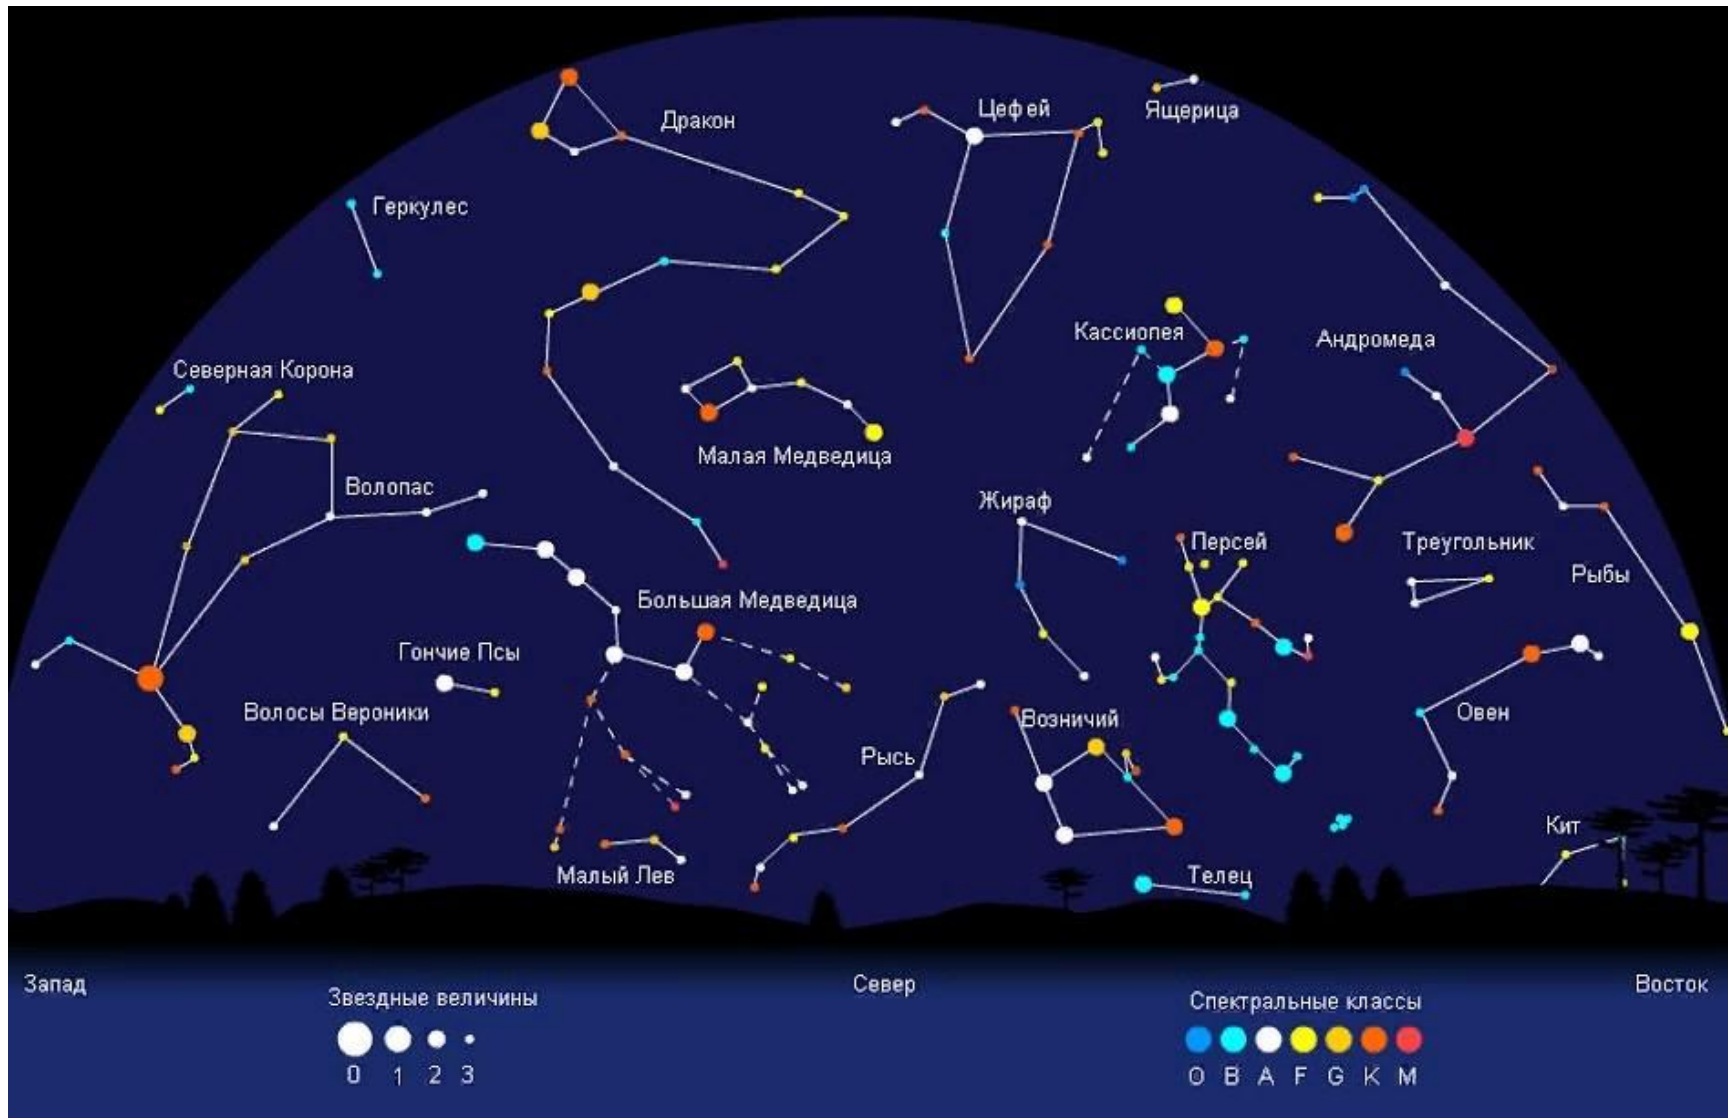 Дракон
Цефей
Ящерица
Геркулес
Кассиопея
Андромеда
Северная Корона
Малая Медведица
Волопас
Жираф
Персей
Треугольник
Рыбы
Большая Медведица
Гончие Псы
Волосы Вероники
Овен
Возничий
Рысь
Кит
Малый Лев
Телец
Запад
Север
Восток
Звездные величины
0 1 2 3
Спектральные классы
O B A F G K M